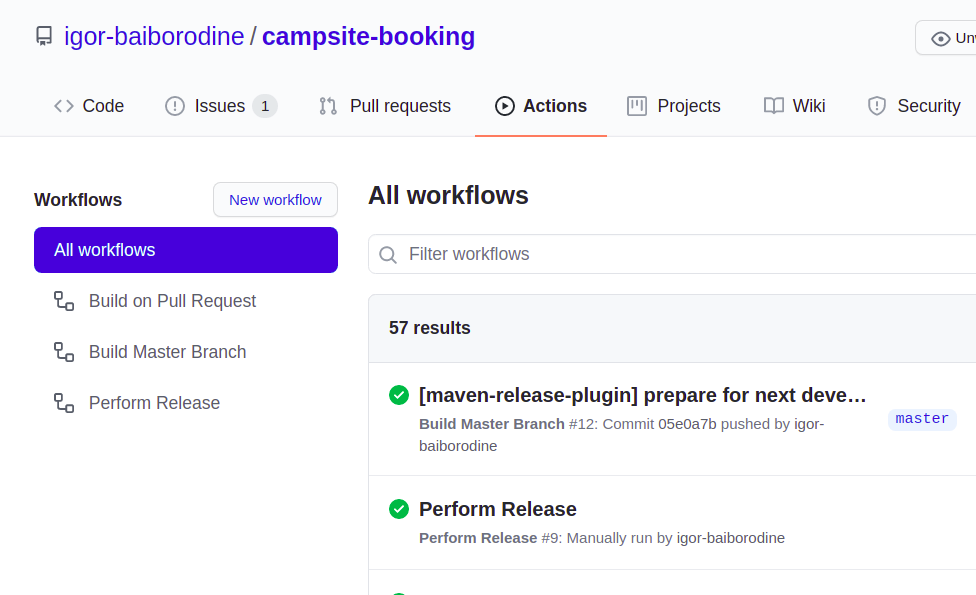 igor-baiborodine / campsite-booking
Code Issues 1 Pull requests Actions Projects Wiki Security
Workflows
New workflow
All workflows
Build on Pull Request
Build Master Branch
Perform Release
All workflows
Filter workflows
57 results
[maven-release-plugin] prepare for next deve…
Build Master Branch #12: Commit 05e0a7b pushed by igor-
baiborodine
master
Perform Release
Perform Release #9: Manually run by igor-baiborodine